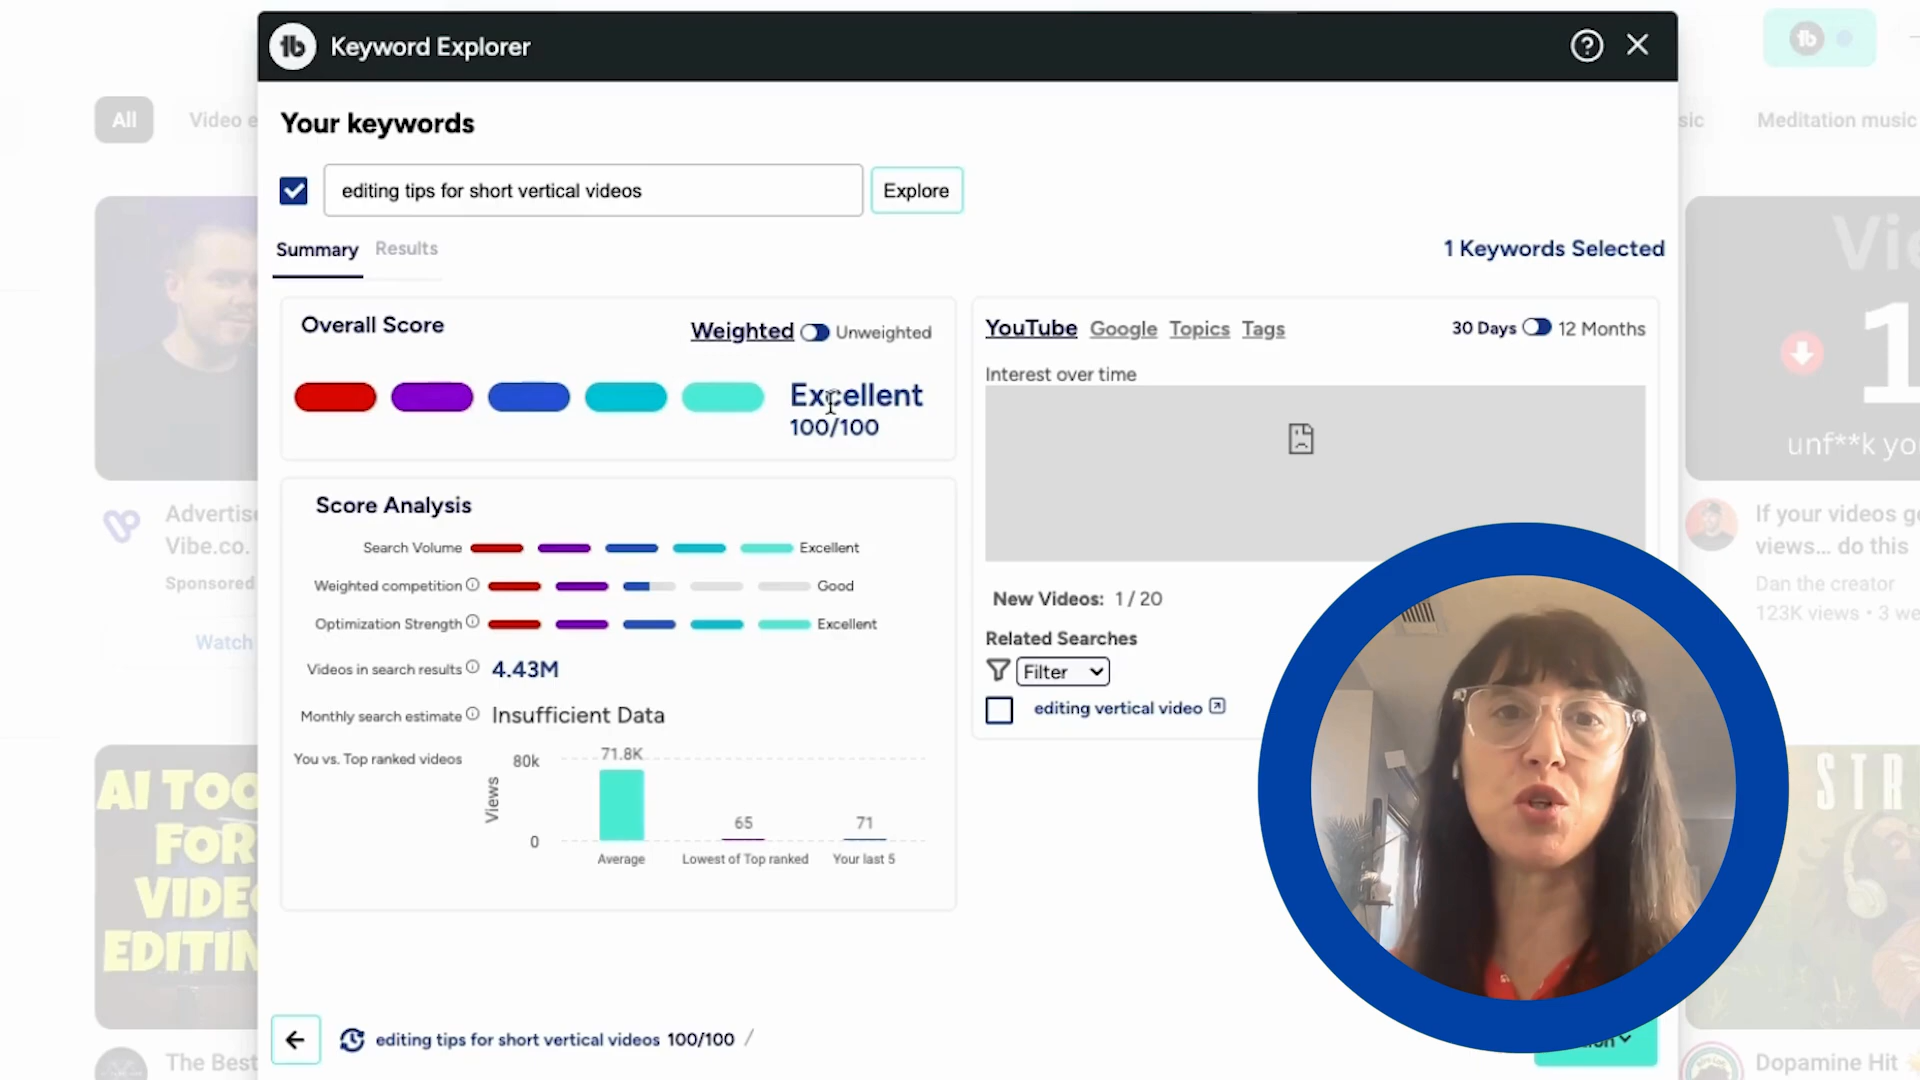 Keyword Explorer
All
Video e
sic
Meditation music
Your keywords
editing tips for short vertical videos
Explore
Summary
Results
1 Keywords Selected
Overall Score
Weighted
Unweighted
Excellent
100/100
YouTube Google Topics Tags
30 Days
12 Months
Interest over time
Score Analysis
Search Volume
Excellent
Weighted competition
Good
Optimization Strength
Excellent
Videos in search results
4.43M
Monthly search estimate
Insufficient Data
You vs. Top ranked videos
Views
80k
0
71.8K
65
71
Average
Lowest of Top ranked
Your last 5
New Videos: 1 / 20
Related Searches
Filter
editing vertical video
editing tips for short vertical videos 100/100 /
Advertise
Vibe.co.
Sponsored
Watch
AI TOO
FOR
VIDE
EDITIN
The Best
Vie
1
unf**k yo
If your videos ge
views... do this
Dan the creator
123K views • 3 we
STR
Dopamine Hit